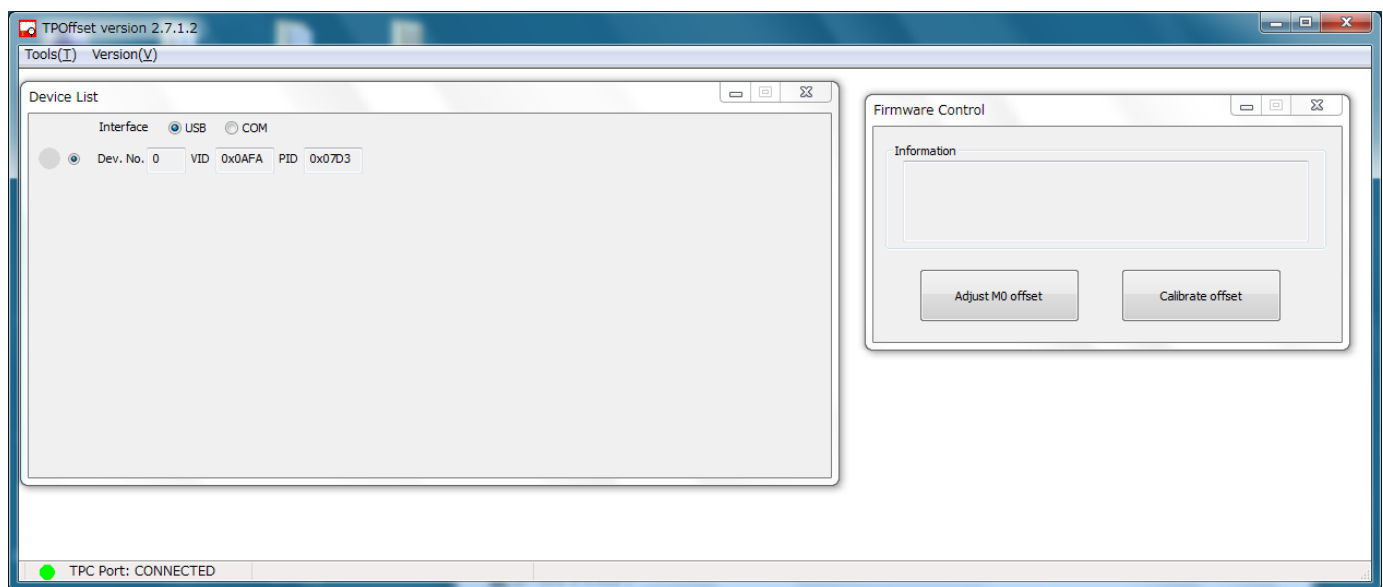 TPOffset version 2.7.1.2
Tools(T) Version(V)
Device List
Interface USB COM
Dev. No. 0 VID 0x0AFA PID 0x07D3
Firmware Control
Information
Adjust M0 offset Calibrate offset
TPC Port: CONNECTED